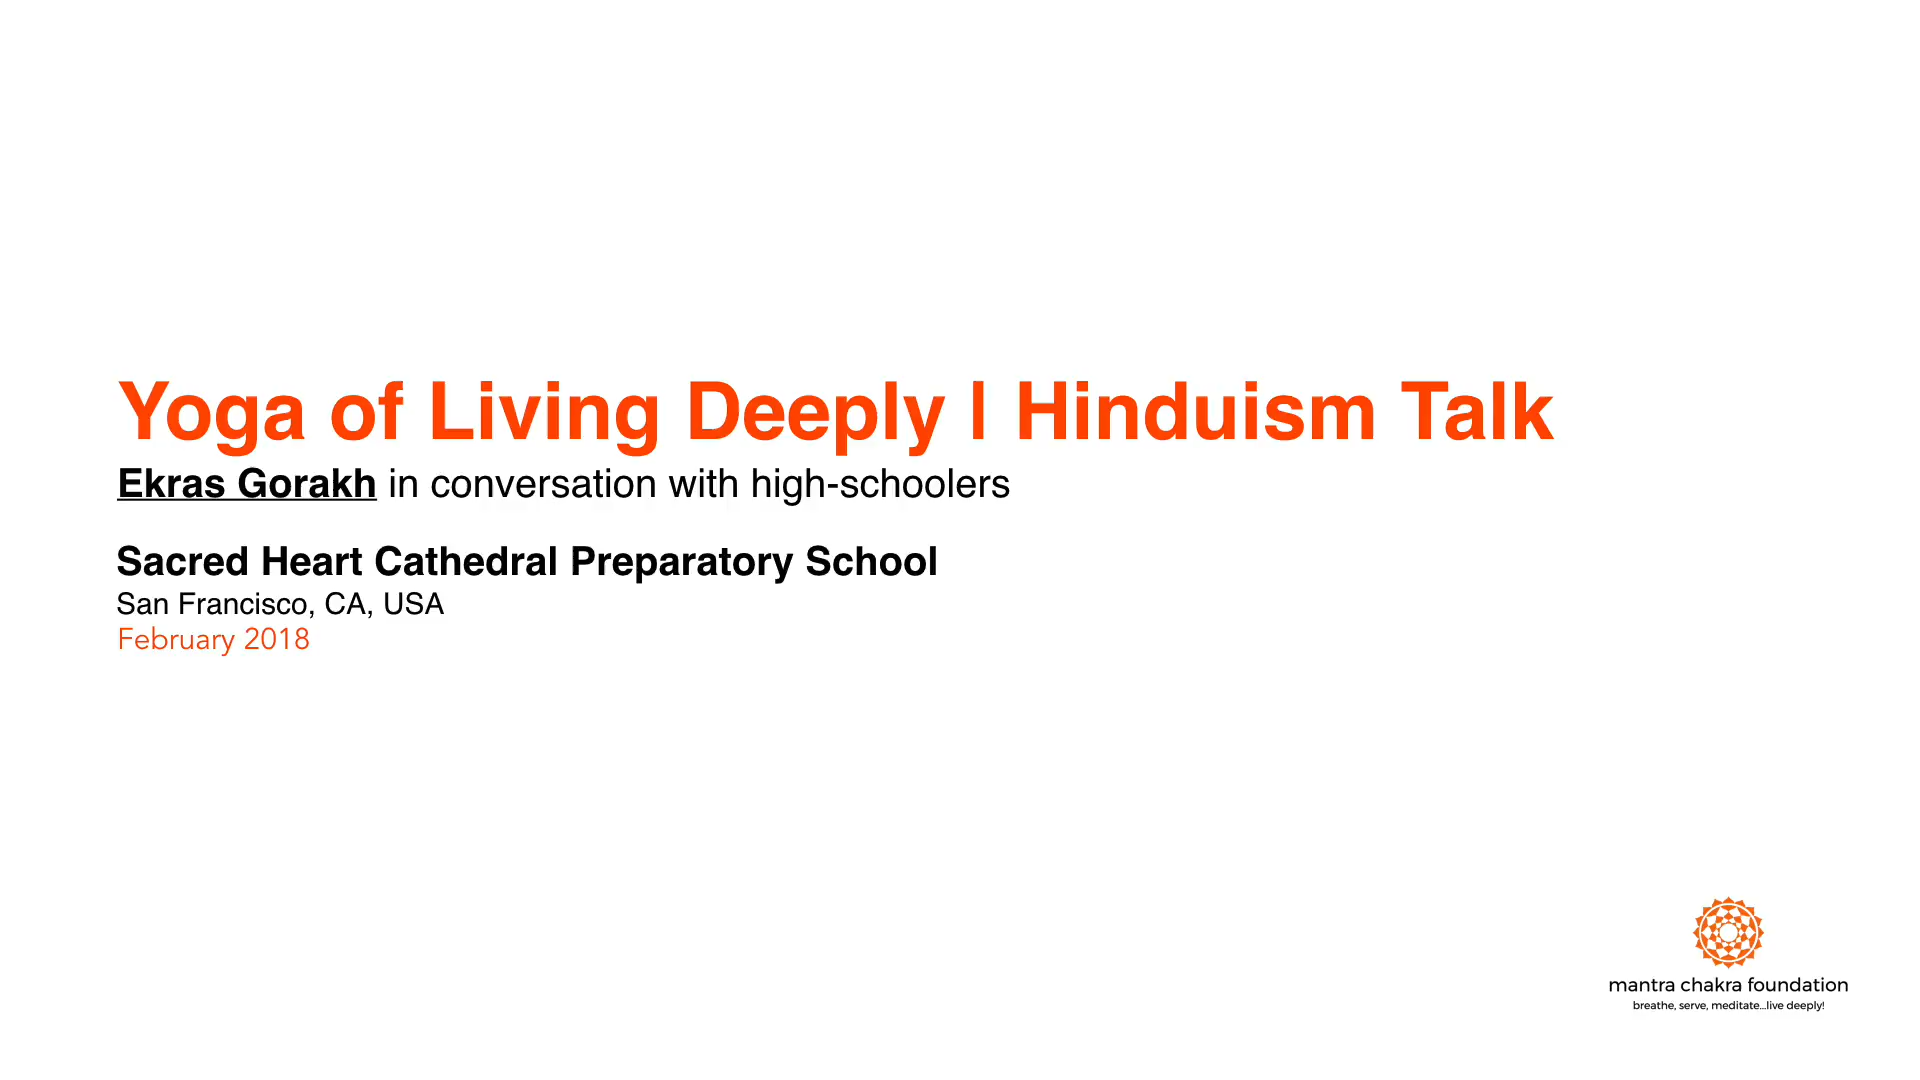 Yoga of Living Deeply | Hinduism Talk
Ekras Gorakh in conversation with high-schoolers
Sacred Heart Cathedral Preparatory School
San Francisco, CA, USA
February 2018
mantra chakra foundation
breathe, serve, meditate...live deeply!